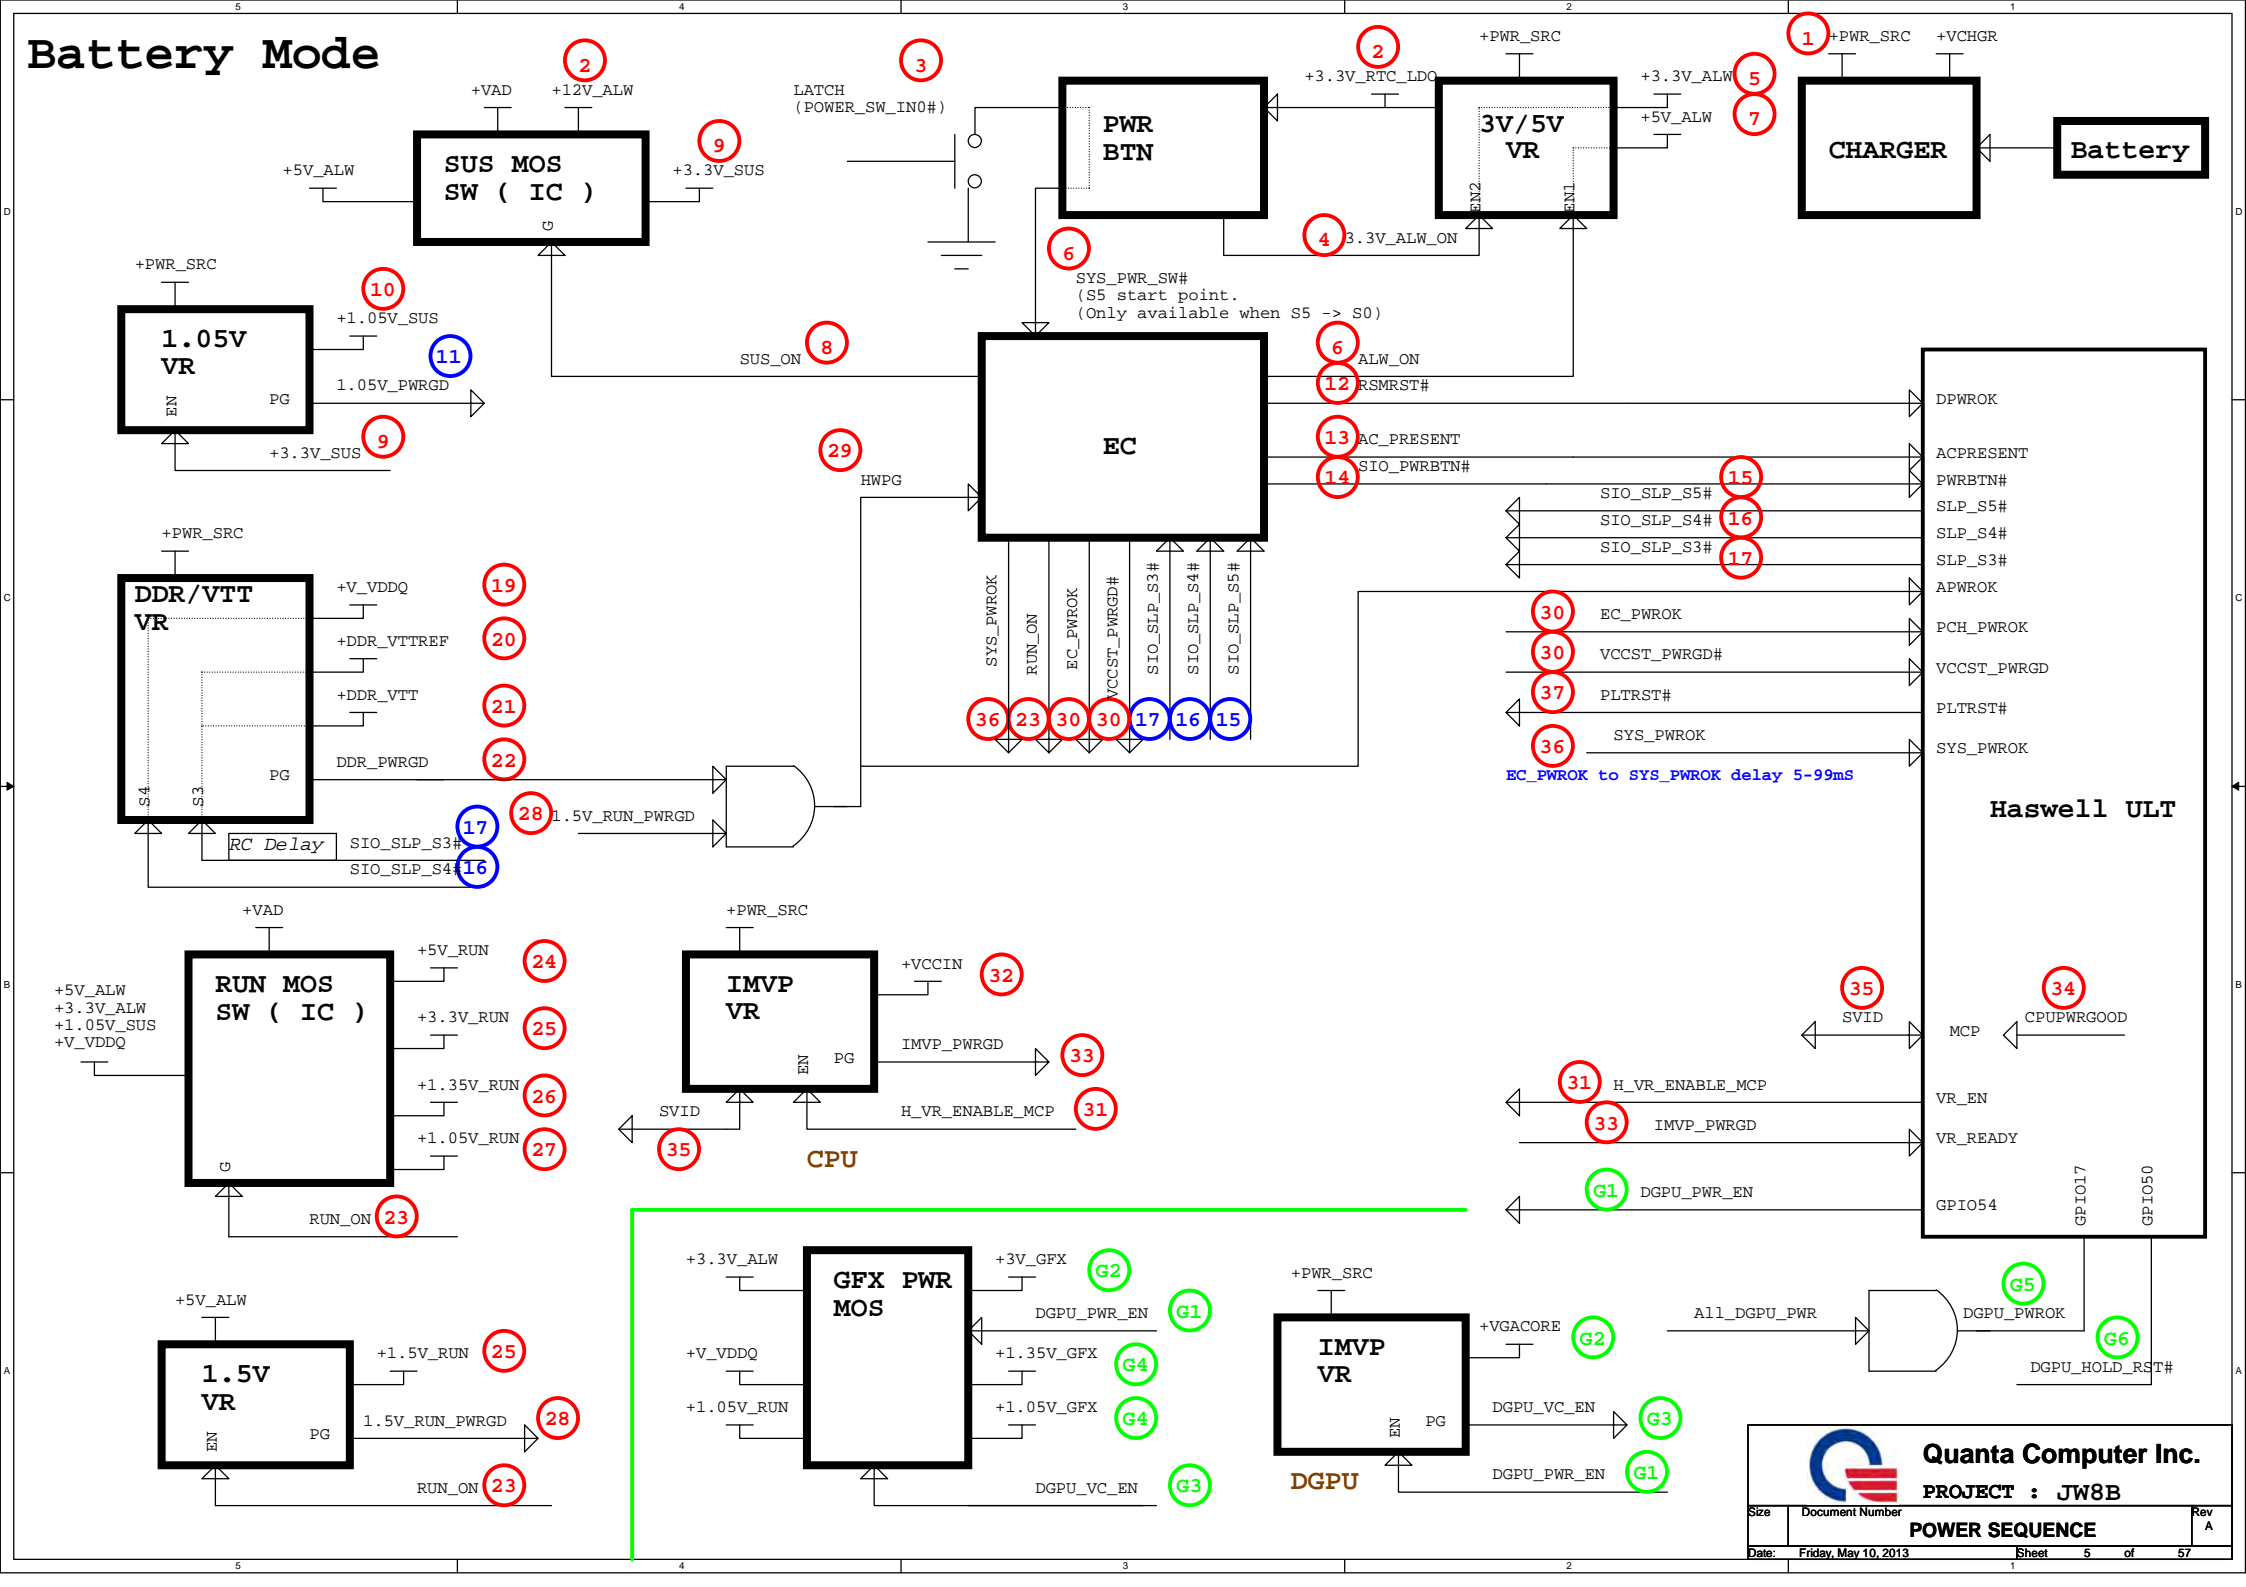 5 4 3 2 1
Battery Mode
2
+VAD
+12V_ALW
+5V_ALW
SUS MOS
SW ( IC )
G
9
+3.3V_SUS
3
LATCH
(POWER_SW_IN0#)
PWR
BTN
2
+3.3V_RTC_LDO
+PWR_SRC
3V/5V
VR
EN2
EN1
+3.3V_ALW
5
+5V_ALW
7
1
+PWR_SRC
+VCHGR
CHARGER
Battery
D
D
4
3.3V_ALW_ON
6
SYS_PWR_SW#
(S5 start point.
(Only available when S5 -> S0)
+PWR_SRC
1.05V
VR
EN
PG
10
+1.05V_SUS
11
1.05V_PWRGD
9
+3.3V_SUS
SUS_ON
8
EC
6
ALW_ON
12
RSMRST#
13
AC_PRESENT
14
SIO_PWRBTN#
29
HWPG
SYS_PWROK
RUN_ON
EC_PWROK
VCCST_PWRGD#
SIO_SLP_S3#
SIO_SLP_S4#
SIO_SLP_S5#
36
23
30
30
17
16
15
DPWROK
ACPRESENT
PWRBTN#
SLP_S5#
SLP_S4#
SLP_S3#
APWROK
PCH_PWROK
VCCST_PWRGD
PLTRST#
SYS_PWROK
SIO_SLP_S5#
15
SIO_SLP_S4#
16
SIO_SLP_S3#
17
30
EC_PWROK
30
VCCST_PWRGD#
37
PLTRST#
36
SYS_PWROK
EC_PWROK to SYS_PWROK delay 5-99mS
Haswell ULT
C
C
+PWR_SRC
DDR/VTT
VR
S4
S3
PG
+V_VDDQ
19
+DDR_VTTREF
20
+DDR_VTT
21
DDR_PWRGD
22
28
1.5V_RUN_PWRGD
RC Delay
SIO_SLP_S3#
17
SIO_SLP_S4#
16
+VAD
RUN MOS
SW ( IC )
G
+5V_ALW
+3.3V_ALW
+1.05V_SUS
+V_VDDQ
+5V_RUN
24
+3.3V_RUN
25
+1.35V_RUN
26
+1.05V_RUN
27
RUN_ON
23
+PWR_SRC
IMVP
VR
EN
PG
+VCCIN
32
IMVP_PWRGD
33
SVID
35
H_VR_ENABLE_MCP
31
CPU
35
SVID
MCP
34
CPUPWRGOOD
31
H_VR_ENABLE_MCP
VR_EN
33
IMVP_PWRGD
VR_READY
G1
DGPU_PWR_EN
GPIO54
GPIO17
GPIO50
B
B
+5V_ALW
1.5V
VR
EN
PG
+1.5V_RUN
25
1.5V_RUN_PWRGD
28
RUN_ON
23
+3.3V_ALW
+V_VDDQ
+1.05V_RUN
GFX PWR
MOS
+3V_GFX
G2
DGPU_PWR_EN
G1
+1.35V_GFX
G4
+1.05V_GFX
G4
DGPU_VC_EN
G3
+PWR_SRC
IMVP
VR
EN
PG
+VGACORE
G2
DGPU_VC_EN
G3
DGPU_PWR_EN
G1
DGPU
All_DGPU_PWR
G5
DGPU_PWROK
G6
DGPU_HOLD_RST#
A
A
Quanta Computer Inc.
PROJECT : JW8B
Size
Document Number
Rev
POWER SEQUENCE
A
Date:
Friday, May 10, 2013
Sheet 5 of 57
5 4 3 2 1